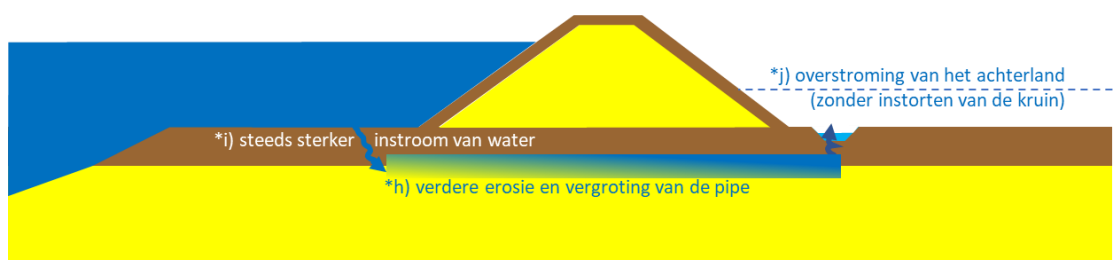 *j) overstroming van het achterland
(zonder instorten van de kruin)
*i) steeds sterker instroom van water
*h) verdere erosie en vergroting van de pipe